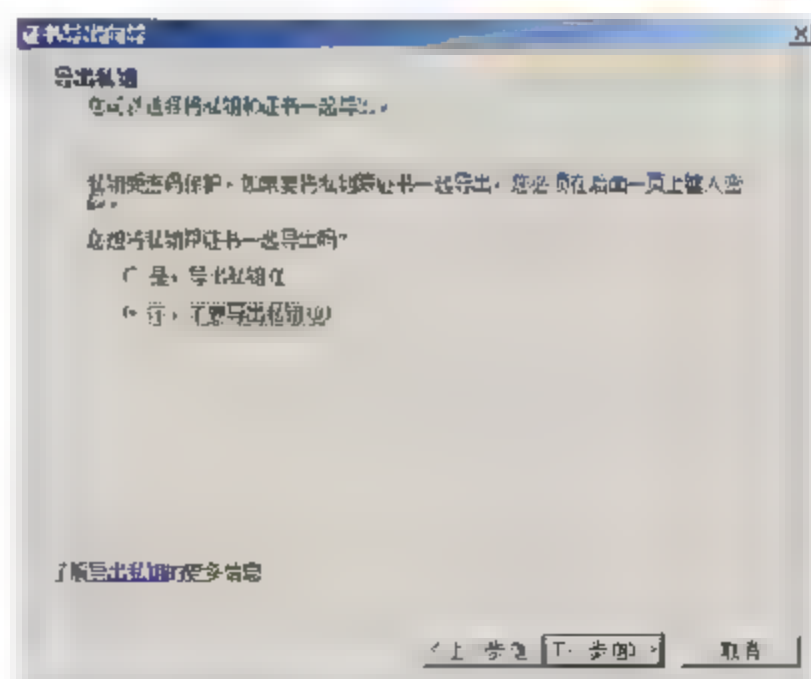 证书导出向导
导出私钥
您可以选择将私钥和证书一起导出。
私钥受密码保护。如果要将私钥跟证书一起导出，您必须在后面一页上键入密
码。
您想将私钥跟证书一起导出吗?
是，导出私钥(Y)
否，不要导出私钥(O)
了解导出私钥的更多信息
< 上一步(B)
下一步(N) >
取消